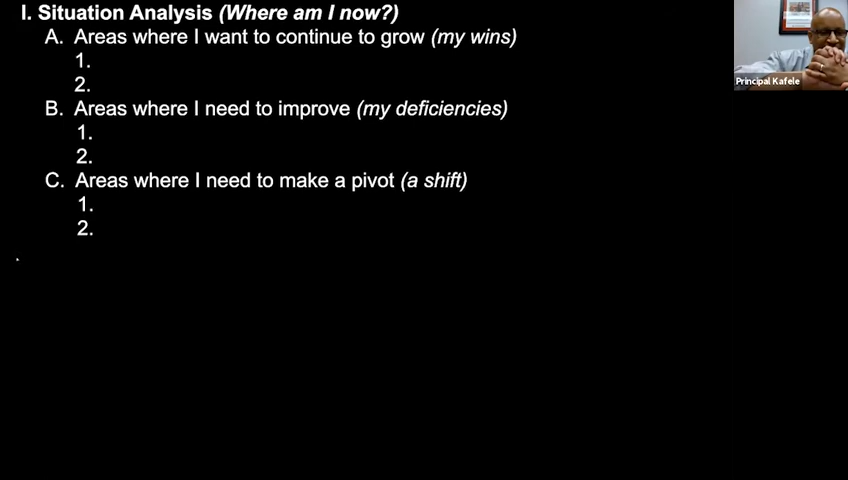 I. Situation Analysis (Where am I now?)
A. Areas where I want to continue to grow (my wins)
1.
2.
B. Areas where I need to improve (my deficiencies)
1.
2.
C. Areas where I need to make a pivot (a shift)
1.
2.
Principal Kafele